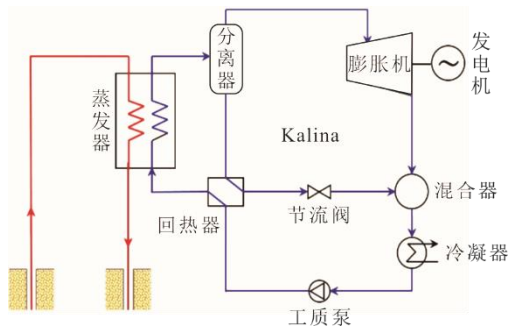 分离器
膨胀机
发电机
蒸发器
Kalina
回热器
节流阀
混合器
冷凝器
工质泵